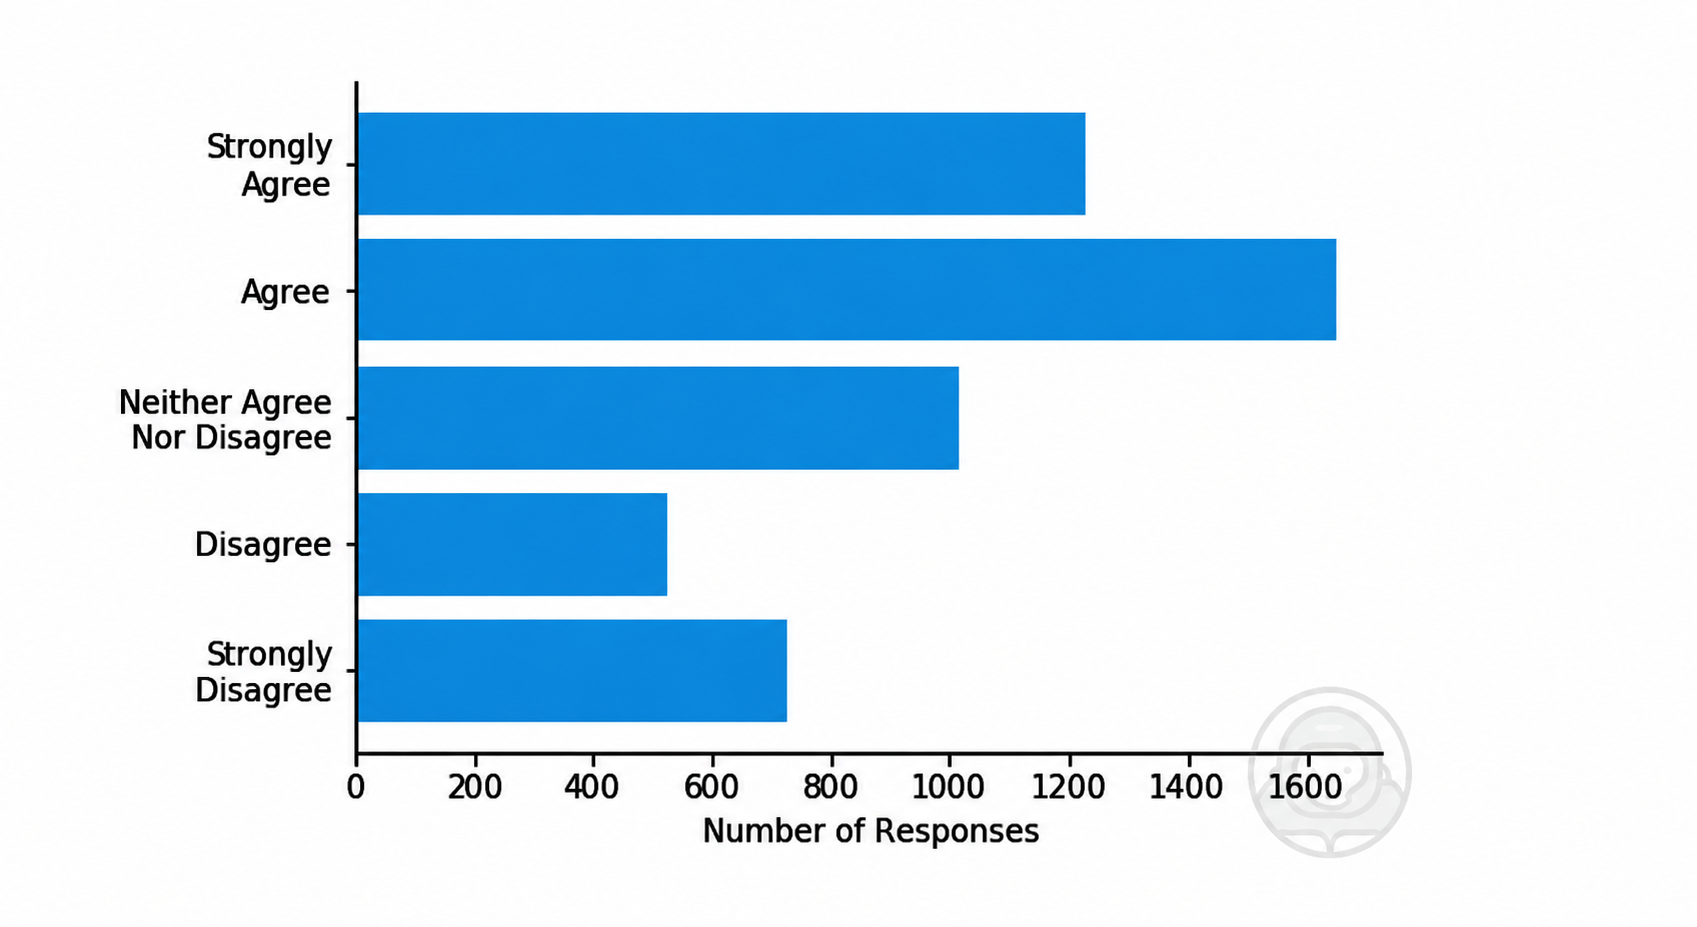 Strongly
Agree
Agree
Neither Agree
Nor Disagree
Disagree
Strongly
Disagree
0 200 400 600 800 1000 1200 1400 1600
Number of Responses